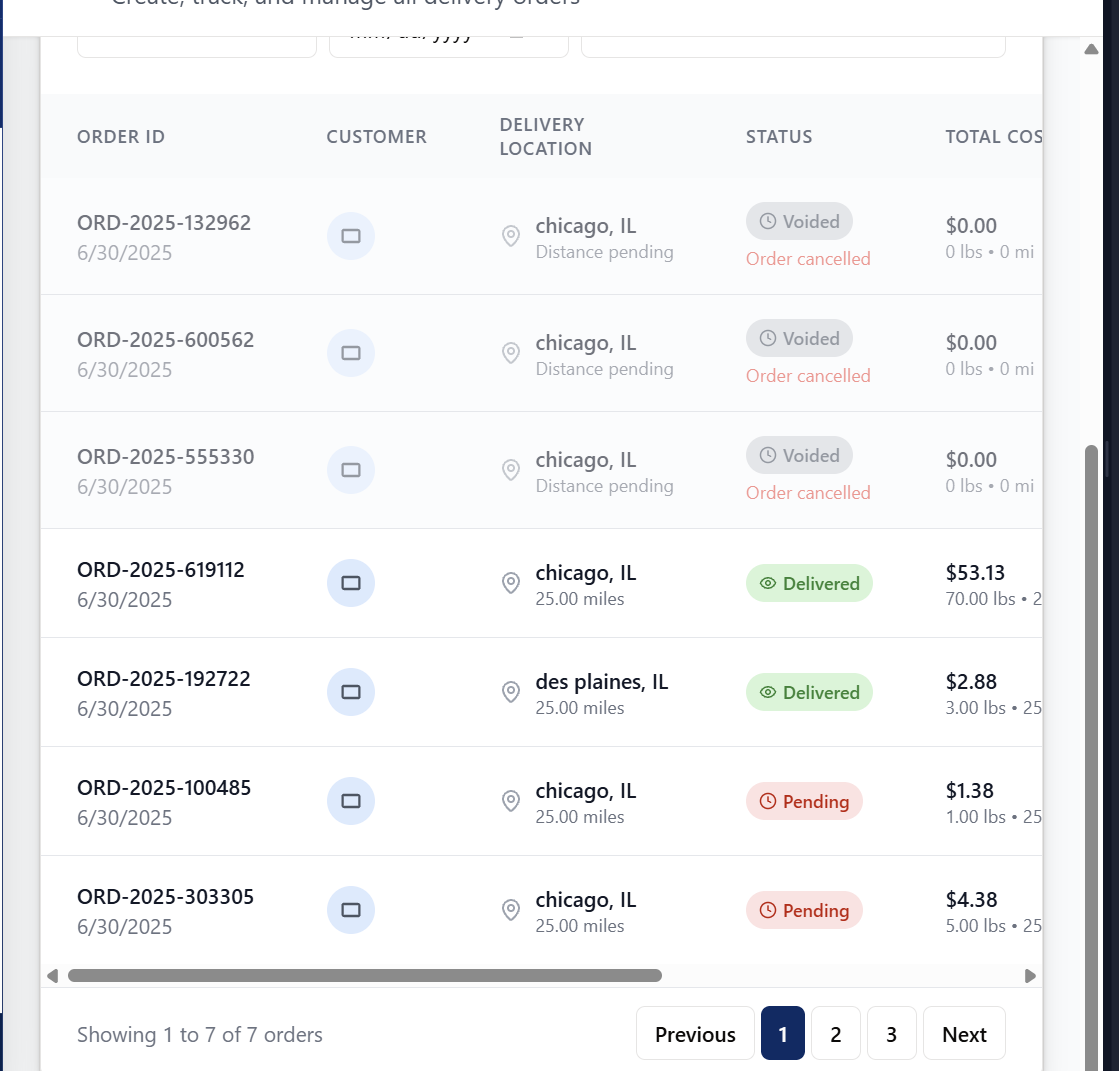 Create, track, and manage all delivery orders
mm/dd/yyyy
ORDER ID
CUSTOMER
DELIVERY
LOCATION
STATUS
TOTAL COS
ORD-2025-132962
6/30/2025
chicago, IL
Distance pending
Voided
Order cancelled
$0.00
0 lbs • 0 mi
ORD-2025-600562
6/30/2025
chicago, IL
Distance pending
Voided
Order cancelled
$0.00
0 lbs • 0 mi
ORD-2025-555330
6/30/2025
chicago, IL
Distance pending
Voided
Order cancelled
$0.00
0 lbs • 0 mi
ORD-2025-619112
6/30/2025
chicago, IL
25.00 miles
Delivered
$53.13
70.00 lbs • 2
ORD-2025-192722
6/30/2025
des plaines, IL
25.00 miles
Delivered
$2.88
3.00 lbs • 25
ORD-2025-100485
6/30/2025
chicago, IL
25.00 miles
Pending
$1.38
1.00 lbs • 25
ORD-2025-303305
6/30/2025
chicago, IL
25.00 miles
Pending
$4.38
5.00 lbs • 25
Showing 1 to 7 of 7 orders
Previous
1
2
3
Next